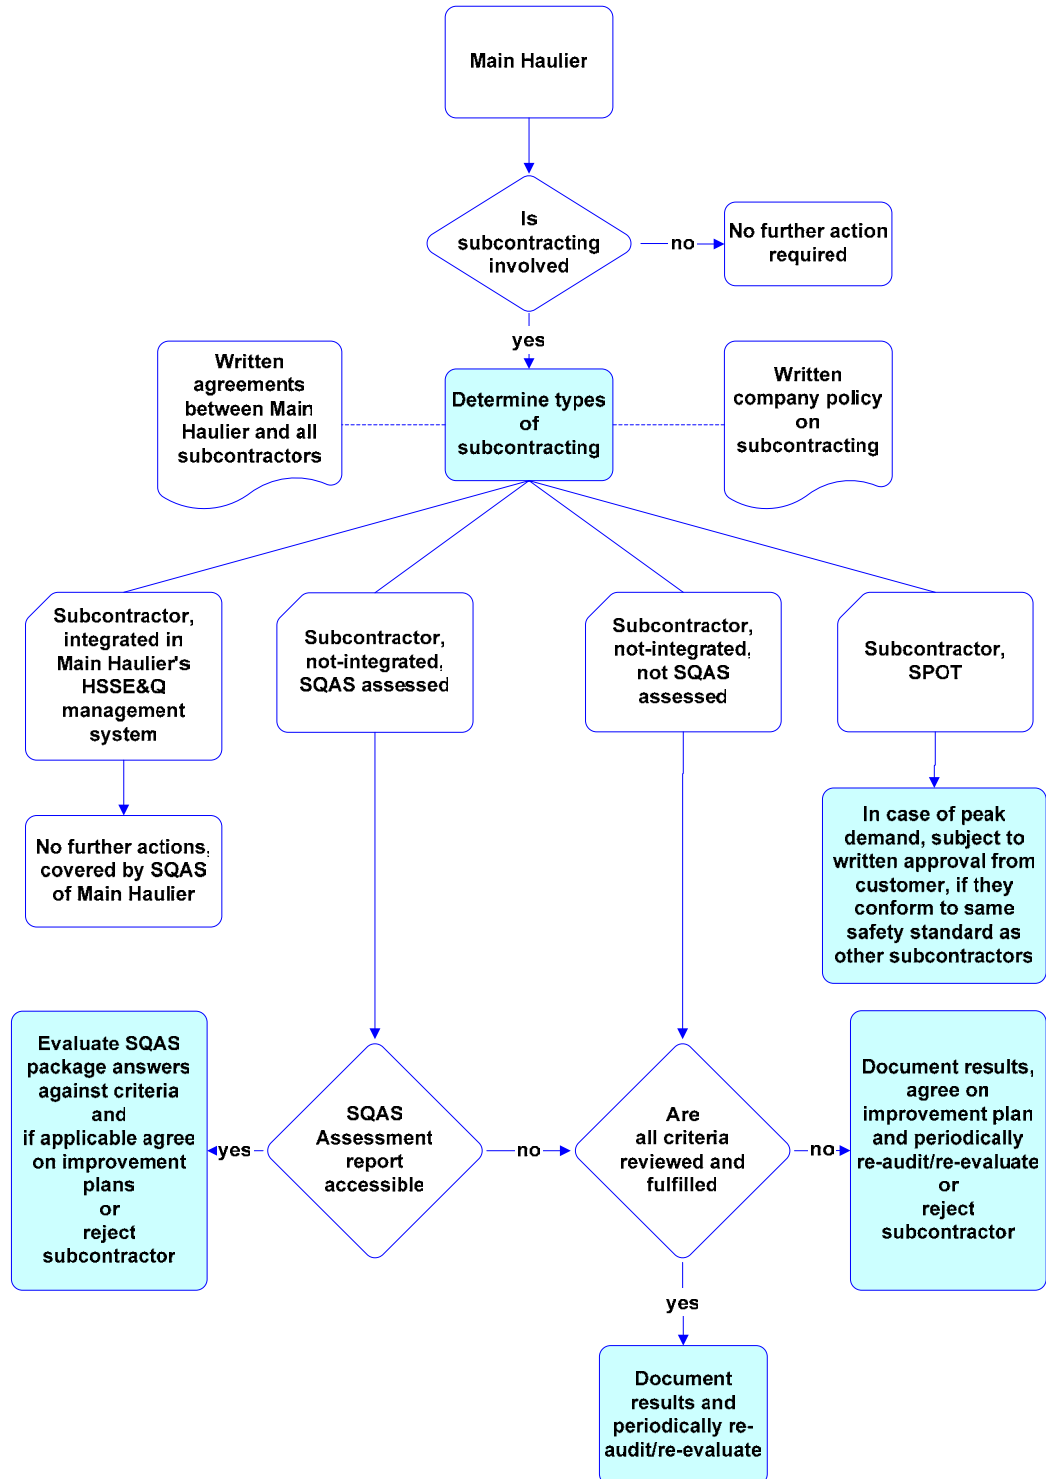 Main Haulier
Is
subcontracting
involved
no
No further action
required
yes
Written
agreements
between Main
Haulier and all
subcontractors
Determine types
of
subcontracting
Written
company policy
on
subcontracting
Subcontractor,
integrated in
Main Haulier's
HSSE&Q
management
system
Subcontractor,
not-integrated,
SQAS assessed
Subcontractor,
not-integrated,
not SQAS
assessed
Subcontractor,
SPOT
No further actions,
covered by SQAS
of Main Haulier
In case of peak
demand, subject to
written approval from
customer, if they
conform to same
safety standard as
other subcontractors
Evaluate SQAS
package answers
against criteria
and
if applicable agree
on improvement
plans
or
reject
subcontractor
yes
SQAS
Assessment
report
accessible
no
Are
all criteria
reviewed and
fulfilled
no
Document results,
agree on
improvement plan
and periodically
re-audit/re-evaluate
or
reject
subcontractor
yes
Document
results and
periodically re-
audit/re-evaluate